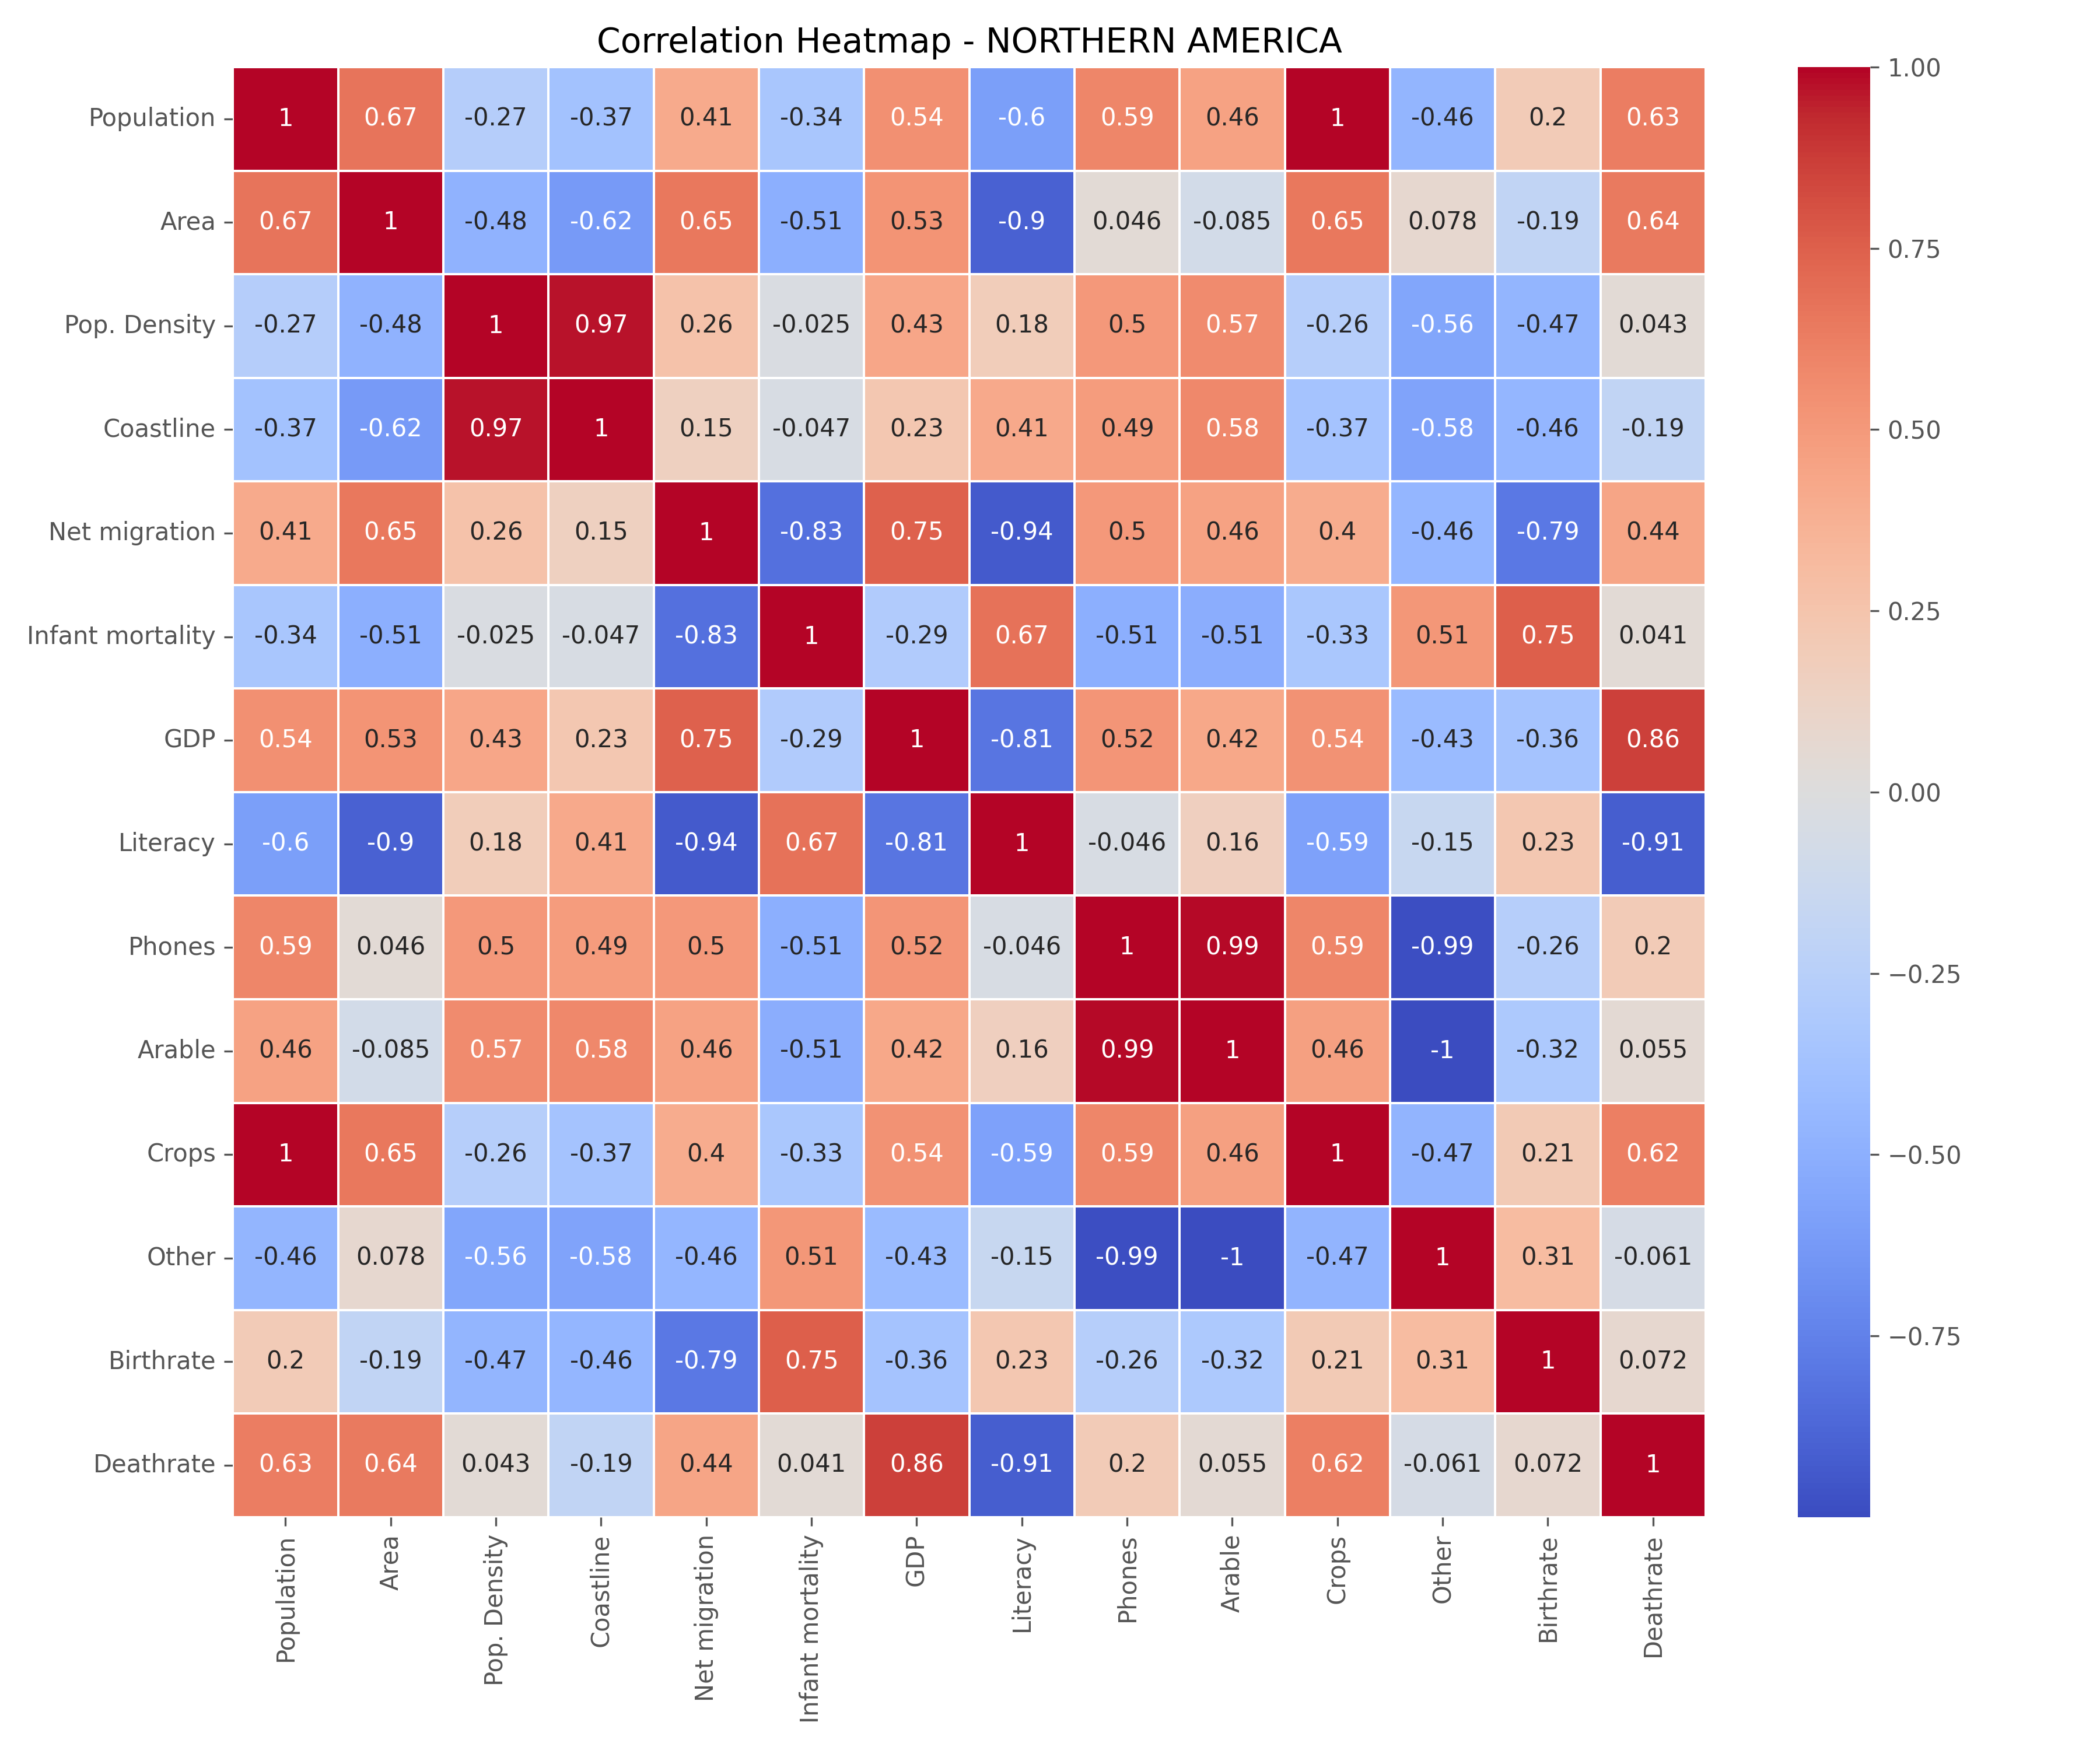 Correlation Heatmap - NORTHERN AMERICA
Population 1 0.67 -0.27 -0.37 0.41 -0.34 0.54 -0.6 0.59 0.46 1 -0.46 0.2 0.63
Area 0.67 1 -0.48 -0.62 0.65 -0.51 0.53 -0.9 0.046 -0.085 0.65 0.078 -0.19 0.64
Pop. Density -0.27 -0.48 1 0.97 0.26 -0.025 0.43 0.18 0.5 0.57 -0.26 -0.56 -0.47 0.043
Coastline -0.37 -0.62 0.97 1 0.15 -0.047 0.23 0.41 0.49 0.58 -0.37 -0.58 -0.46 -0.19
Net migration 0.41 0.65 0.26 0.15 1 -0.83 0.75 -0.94 0.5 0.46 0.4 -0.46 -0.79 0.44
Infant mortality -0.34 -0.51 -0.025 -0.047 -0.83 1 -0.29 0.67 -0.51 -0.51 -0.33 0.51 0.75 0.041
GDP 0.54 0.53 0.43 0.23 0.75 -0.29 1 -0.81 0.52 0.42 0.54 -0.43 -0.36 0.86
Literacy -0.6 -0.9 0.18 0.41 -0.94 0.67 -0.81 1 -0.046 0.16 -0.59 -0.15 0.23 -0.91
Phones 0.59 0.046 0.5 0.49 0.5 -0.51 0.52 -0.046 1 0.99 0.59 -0.99 -0.26 0.2
Arable 0.46 -0.085 0.57 0.58 0.46 -0.51 0.42 0.16 0.99 1 0.46 -1 -0.32 0.055
Crops 1 0.65 -0.26 -0.37 0.4 -0.33 0.54 -0.59 0.59 0.46 1 -0.47 0.21 0.62
Other -0.46 0.078 -0.56 -0.58 -0.46 0.51 -0.43 -0.15 -0.99 -1 -0.47 1 0.31 -0.061
Birthrate 0.2 -0.19 -0.47 -0.46 -0.79 0.75 -0.36 0.23 -0.26 -0.32 0.21 0.31 1 0.072
Deathrate 0.63 0.64 0.043 -0.19 0.44 0.041 0.86 -0.91 0.2 0.055 0.62 -0.061 0.072 1
Population
Area
Pop. Density
Coastline
Net migration
Infant mortality
GDP
Literacy
Phones
Arable
Crops
Other
Birthrate
Deathrate
1.00
0.75
0.50
0.25
0.00
−0.25
−0.50
−0.75